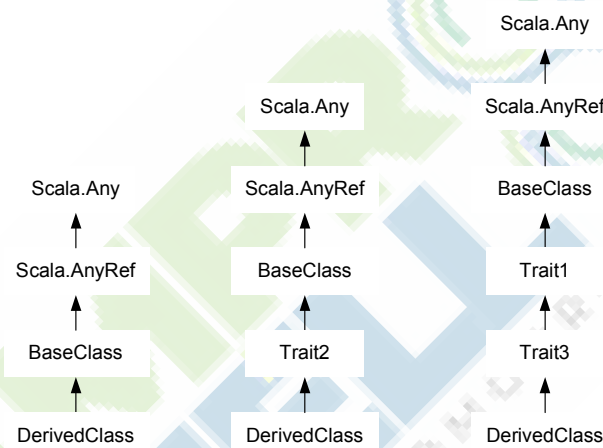 Scala.Any
Scala.AnyRef
BaseClass
DerivedClass
Scala.Any
Scala.AnyRef
BaseClass
Trait2
DerivedClass
Scala.Any
Scala.AnyRef
BaseClass
Trait1
Trait3
DerivedClass